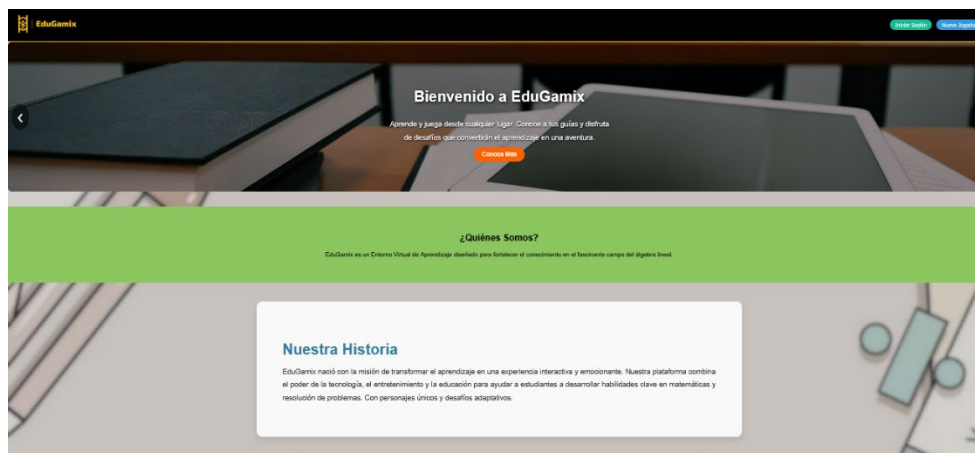 EduGamix
Iniciar Sesión
Nuevo Jugador
Bienvenido a EduGamix
Aprende y juega desde cualquier lugar. Conoce a tus guías y disfruta
de desafíos que convertirán el aprendizaje en una aventura.
Conoce Más
¿Quiénes Somos?
EduGamix es un Entorno Virtual de Aprendizaje diseñado para fortalecer el conocimiento en el fascinante campo del álgebra lineal.
Nuestra Historia
EduGamix nació con la misión de transformar el aprendizaje en una experiencia interactiva y emocionante. Nuestra plataforma combina
el poder de la tecnología, el entretenimiento y la educación para ayudar a estudiantes a desarrollar habilidades clave en matemáticas y
resolución de problemas. Con personajes únicos y desafíos adaptativos.